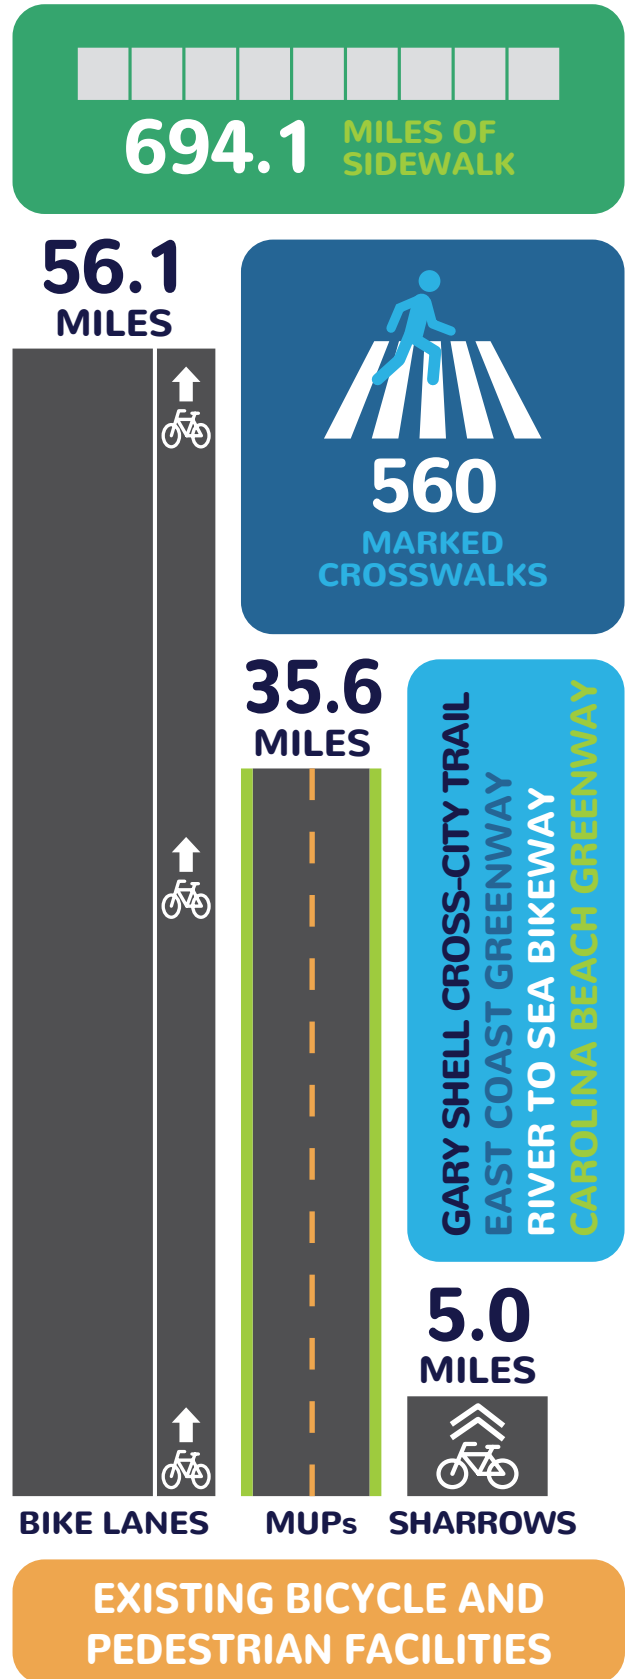 694.1
MILES OF
SIDEWALK
56.1
MILES
560
MARKED
CROSSWALKS
35.6
MILES
GARY SHELL CROSS-CITY TRAIL
EAST COAST GREENWAY
RIVER TO SEA BIKEWAY
CAROLINA BEACH GREENWAY
5.0
MILES
BIKE LANES
MUPs
SHARROWS
EXISTING BICYCLE AND
PEDESTRIAN FACILITIES